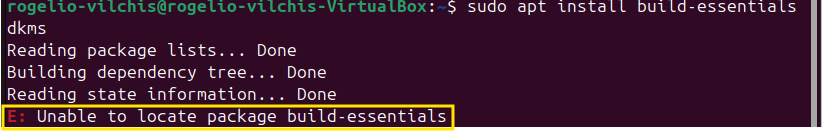 rogelio-vilchis@rogelio-vilchis-VirtualBox:~$ sudo apt install build-essentials
dkms
Reading package lists... Done
Building dependency tree... Done
Reading state information... Done
E: Unable to locate package build-essentials